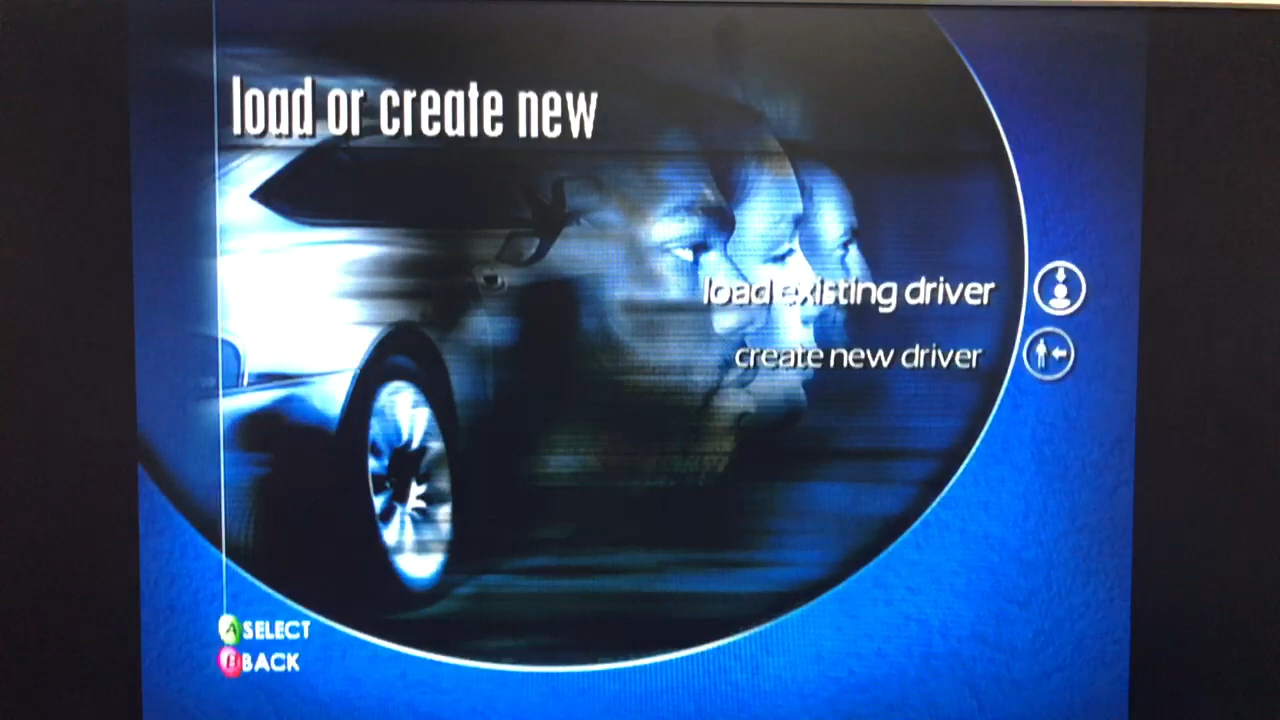 load or create new
load existing driver
create new driver
A SELECT
B BACK